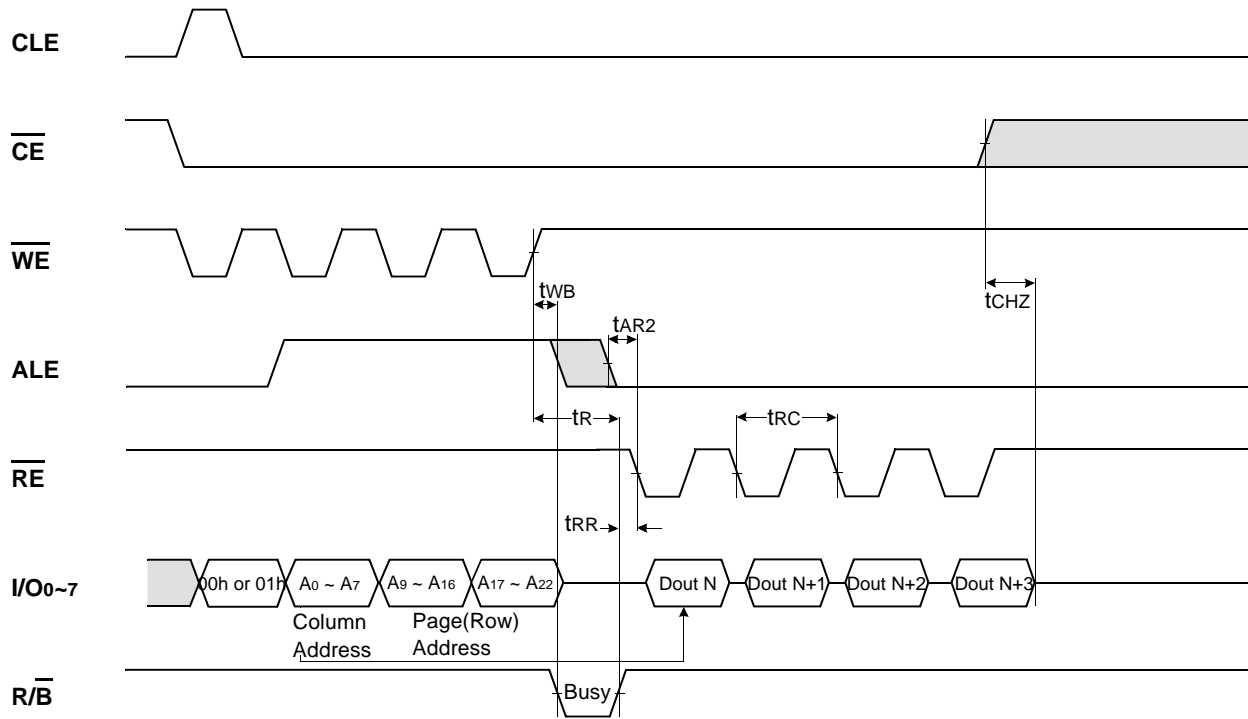 CLE
CE
WE
tWB
tCHZ
tAR2
ALE
tR
tRC
RE
tRR
I/O0~7
00h or 01h
A0 ~ A7
A9 ~ A16
A17 ~ A22
Dout N
Dout N+1
Dout N+2
Dout N+3
Column
Address
Page(Row)
Address
R/B
Busy